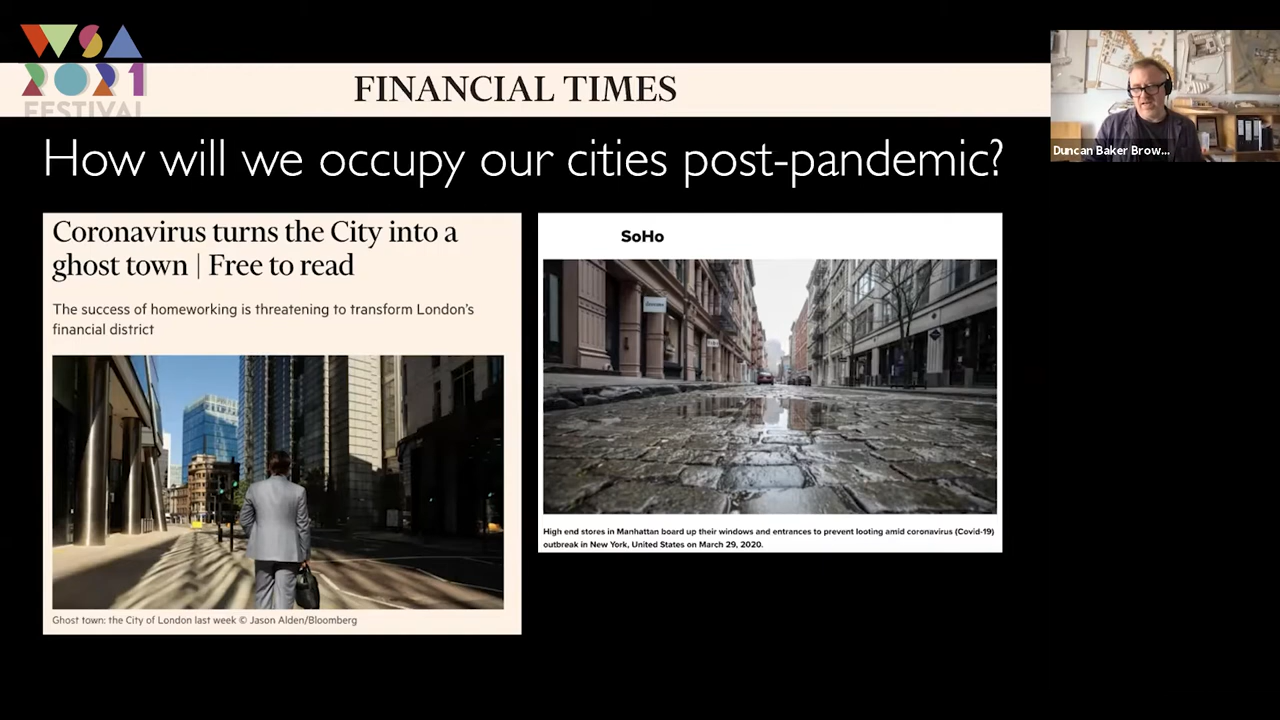 WSA
2021
FESTIVAL
FINANCIAL TIMES
Duncan Baker Brow...
How will we occupy our cities post-pandemic?
Coronavirus turns the City into a
ghost town | Free to read
The success of homeworking is threatening to transform London's
financial district
Ghost town: the City of London last week © Jason Alden/Bloomberg
SoHo
High end stores in Manhattan board up their windows and entrances to prevent looting amid coronavirus (Covid-19)
outbreak in New York, United States on March 29, 2020.